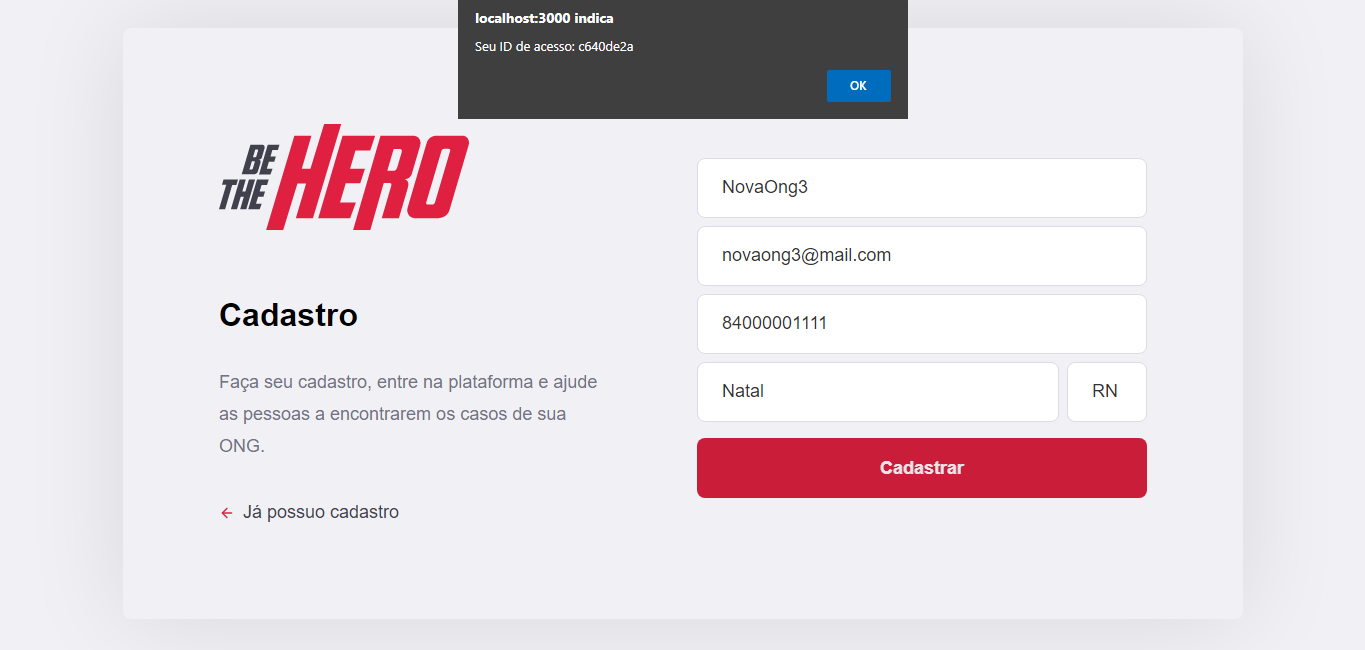 localhost:3000 indica
Seu ID de acesso: c640de2a
OK
BE
THE
HERO
Cadastro
Faça seu cadastro, entre na plataforma e ajude
as pessoas a encontrarem os casos de sua
ONG.
Já possuo cadastro
NovaOng3
novaong3@mail.com
84000001111
Natal
RN
Cadastrar